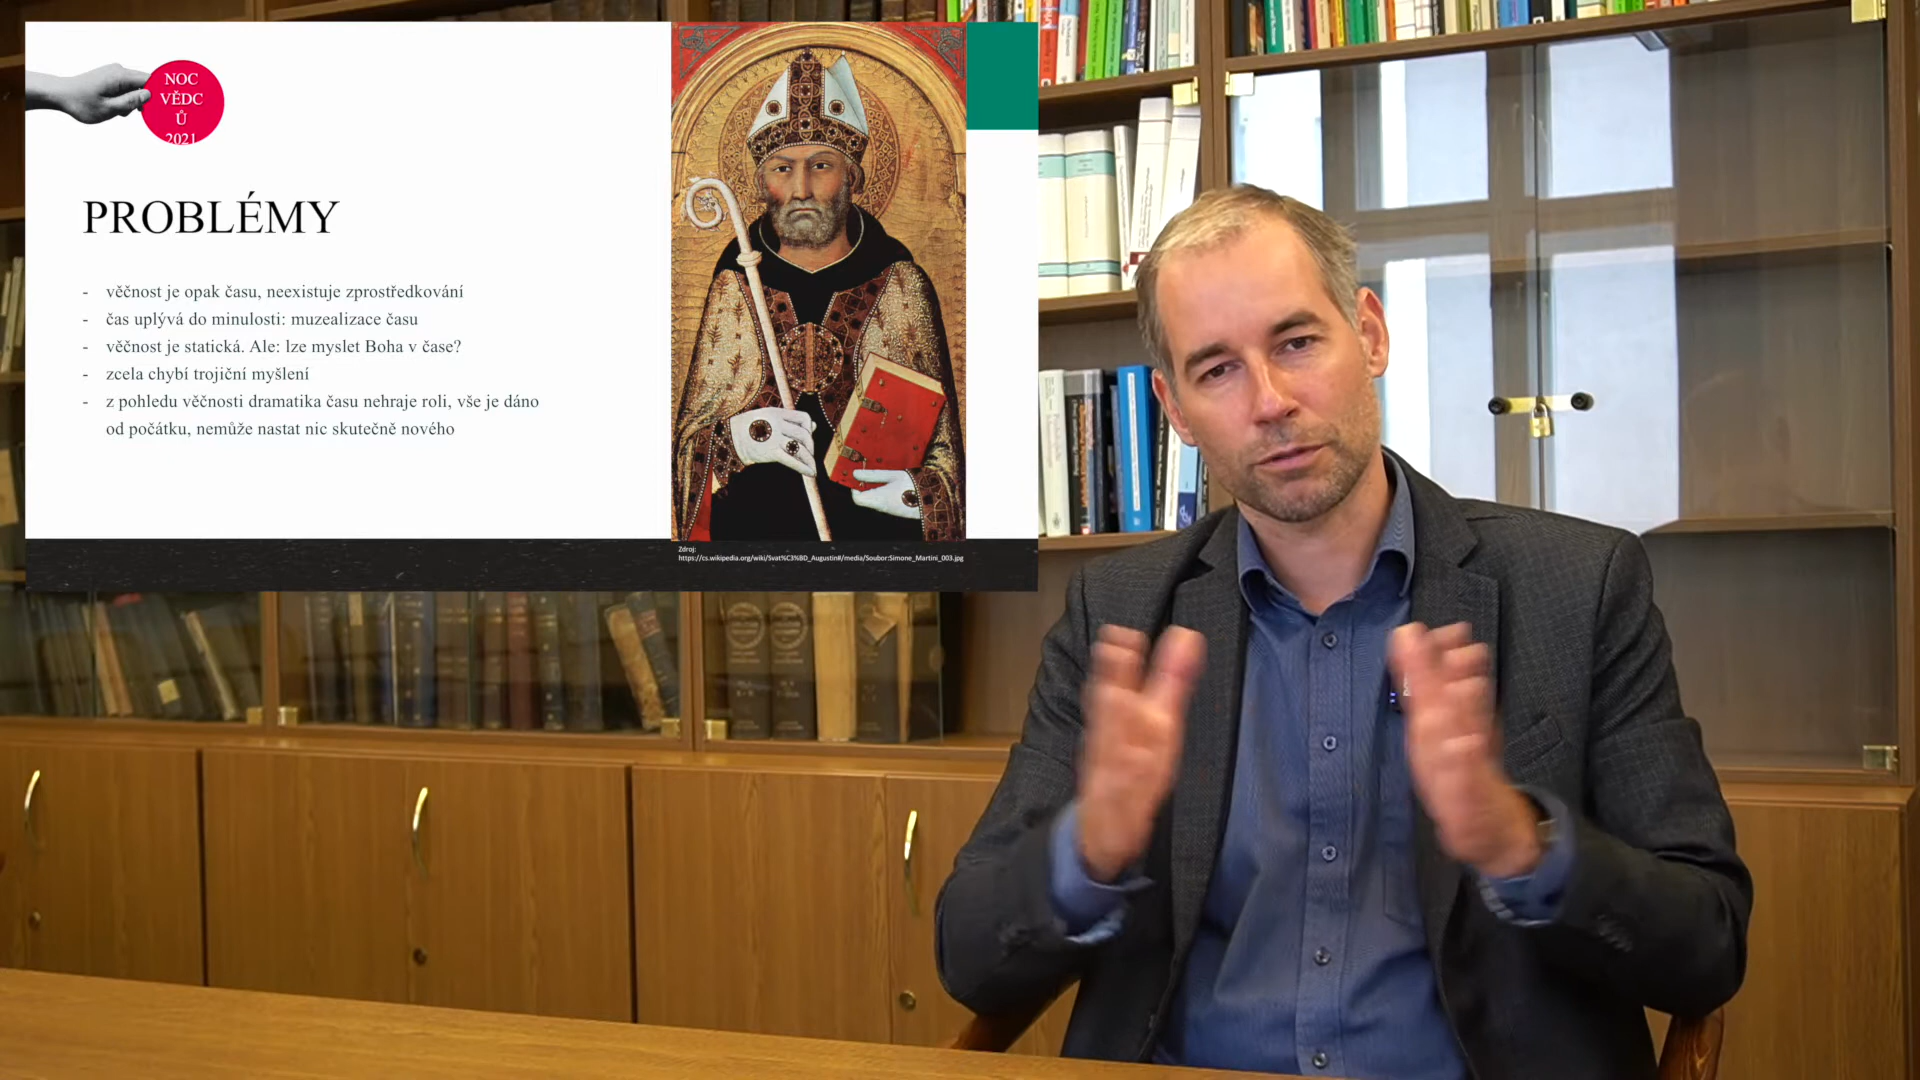 NOC
VĚDC
Ů
2021
PROBLÉMY
- věčnost je opak času, neexistuje zprostředkování
- čas uplývá do minulosti: muzealizace času
- věčnost je statická. Ale: lze myslet Boha v čase?
- zcela chybí trojiční myšlení
- z pohledu věčnosti dramatika času nehraje roli, vše je dáno
od počátku, nemůže nastat nic skutečně nového
Zdroj:
https://cs.wikipedia.org/wiki/Svat%C3%BD_Augustin#/media/Soubor:Simone_Martini_003.jpg